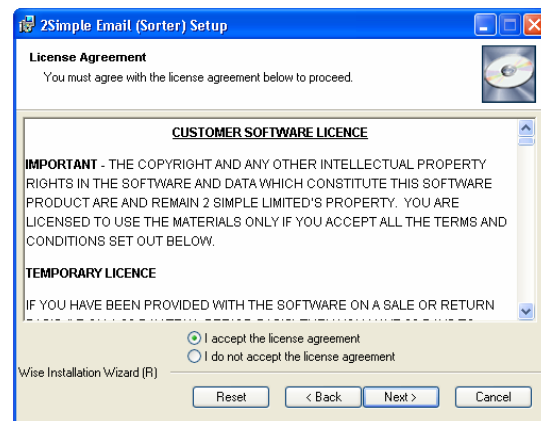 2Simple Email (Sorter) Setup
License Agreement
You must agree with the license agreement below to proceed.
CUSTOMER SOFTWARE LICENCE
IMPORTANT - THE COPYRIGHT AND ANY OTHER INTELLECTUAL PROPERTY
RIGHTS IN THE SOFTWARE AND DATA WHICH CONSTITUTE THIS SOFTWARE
PRODUCT ARE AND REMAIN 2 SIMPLE LIMITED'S PROPERTY. YOU ARE
LICENSED TO USE THE MATERIALS ONLY IF YOU ACCEPT ALL THE TERMS AND
CONDITIONS SET OUT BELOW.
TEMPORARY LICENCE
IF YOU HAVE BEEN PROVIDED WITH THE SOFTWARE ON A SALE OR RETURN
I accept the license agreement
I do not accept the license agreement
Wise Installation Wizard (R)
Reset < Back Next > Cancel